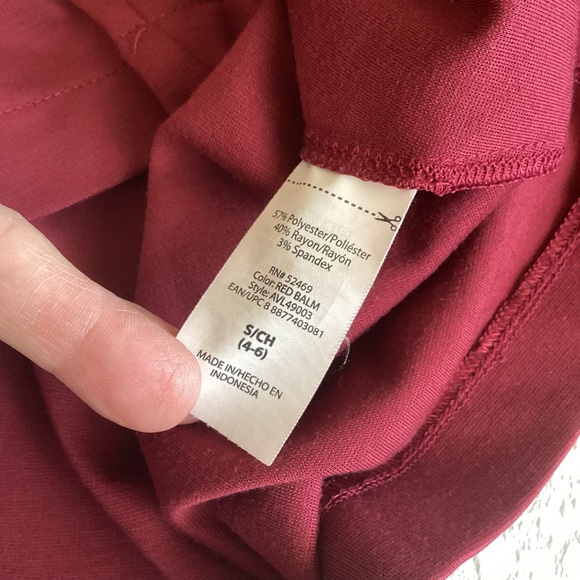 57% Polyester/Poliéster
40% Rayon/Rayón
3% Spandex
RN# 52469
Color: RED BALM
Style: AVL49003
EAN/UPC 8 8877403081
S/CH
(4-6)
MADE IN/HECHO EN
INDONESIA